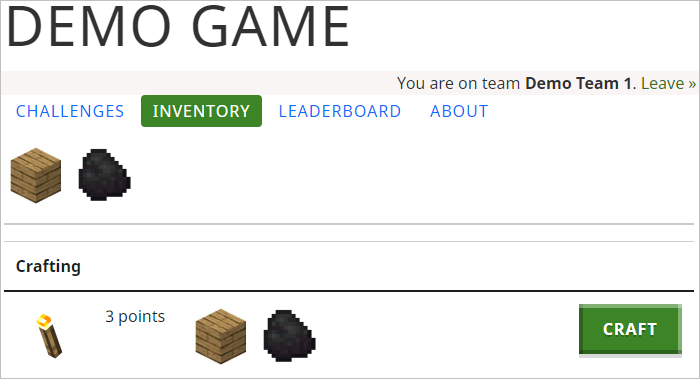 DEMO GAME
You are on team Demo Team 1. Leave »
CHALLENGES INVENTORY LEADERBOARD ABOUT
Crafting
3 points CRAFT